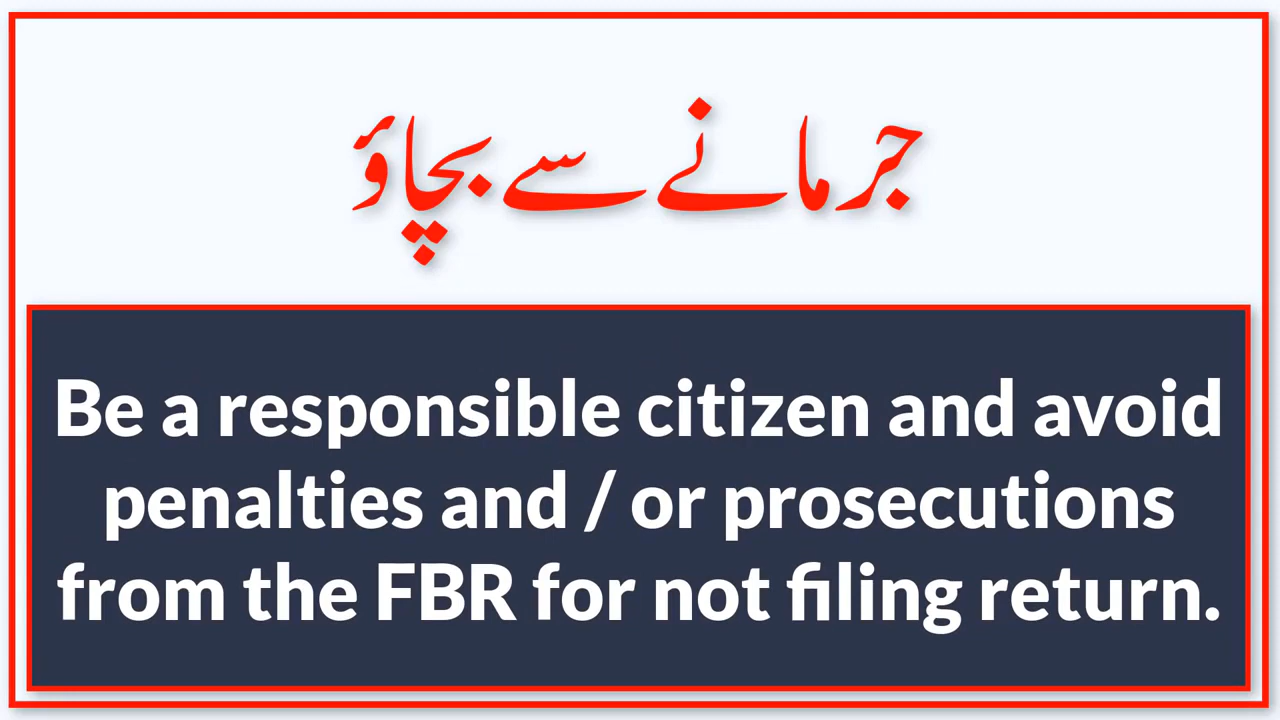 جرمانے سے بچاؤ
Be a responsible citizen and avoid
penalties and / or prosecutions
from the FBR for not filing return.